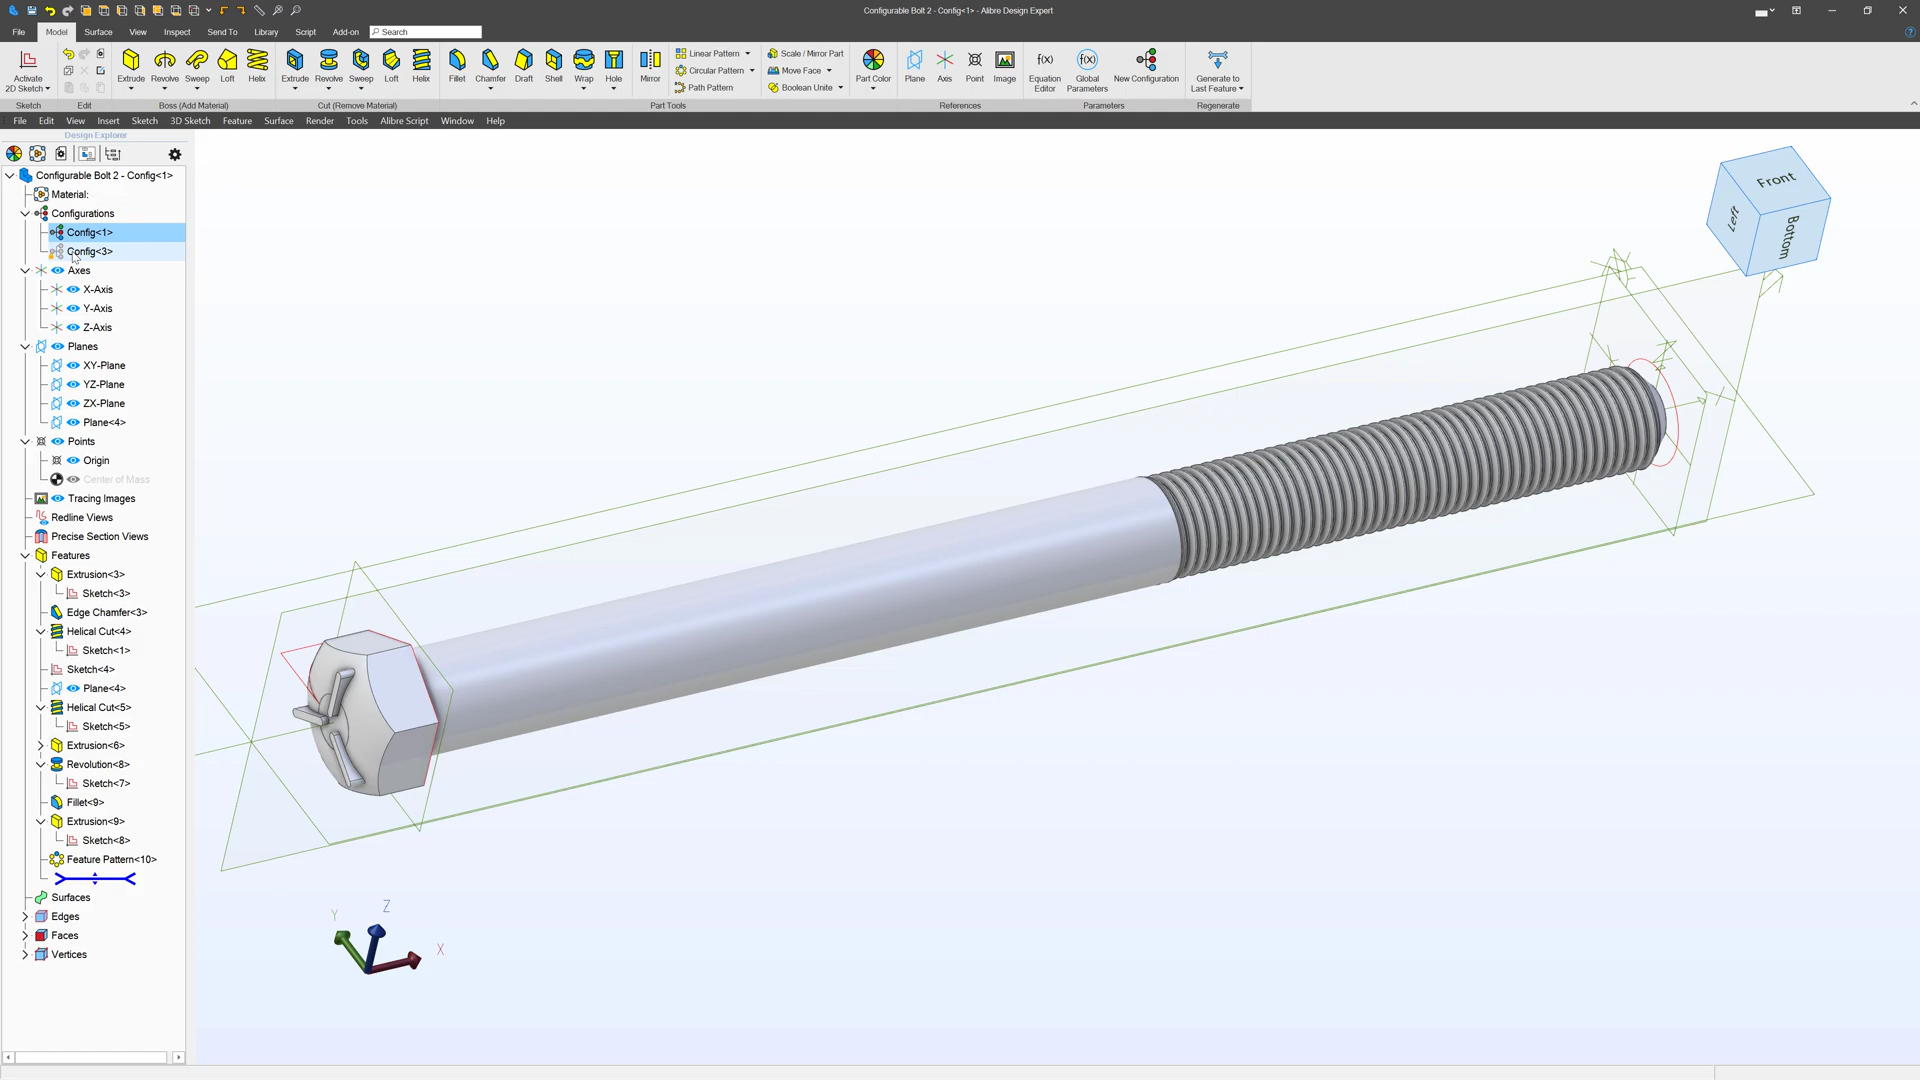 Configurable Bolt 2 - Config<1> - Alibre Design Expert
File Model Surface View Inspect Send To Library Script Add-on Search
Activate 2D Sketch
Extrude Revolve Sweep Loft Helix
Extrude Revolve Sweep Loft Helix
Fillet Chamfer Draft Shell Wrap Hole Mirror
Linear Pattern
Circular Pattern
Path Pattern
Scale / Mirror Part
Move Face
Boolean Unite
Part Color
Plane Axis Point Image
Equation Editor
Global Parameters
New Configuration
Generate to Last Feature
Sketch Edit Boss (Add Material) Cut (Remove Material) Part Tools References Parameters Regenerate
File Edit View Insert Sketch 3D Sketch Feature Surface Render Tools Alibre Script Window Help
Design Explorer
Configurable Bolt 2 - Config<1>
Material:
Configurations
Config<1>
Config<3>
Axes
X-Axis
Y-Axis
Z-Axis
Planes
XY-Plane
YZ-Plane
ZX-Plane
Plane<4>
Points
Origin
Center of Mass
Tracing Images
Redline Views
Precise Section Views
Features
Extrusion<3>
Sketch<3>
Edge Chamfer<3>
Helical Cut<4>
Sketch<1>
Sketch<4>
Plane<4>
Helical Cut<5>
Sketch<5>
Extrusion<6>
Revolution<8>
Sketch<7>
Fillet<9>
Extrusion<9>
Sketch<8>
Feature Pattern<10>
Surfaces
Edges
Faces
Vertices
Front
Left
Bottom
Z
Y
X